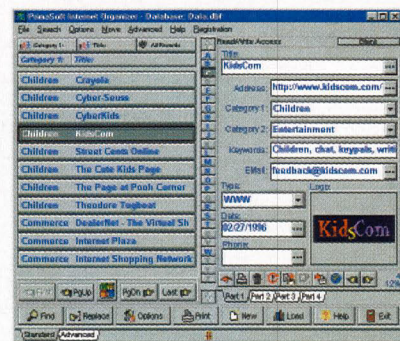 PrimaSoft Internet Organizer - Database: Data.dbf
File Search Options Move Advanced Help Registration
Category 1: Title: All Records
Category 1: Title:
Children Crayola
Children Cyber-Seuss
Children CyberKids
Children KidsCom
Children Street Cents Online
Children The Cute Kids Page
Children The Page at Pooh Corner
Children Theodore Tugboat
Commerce DealerNet - The Virtual Sh
Commerce Internet Plaza
Commerce Internet Shopping Network
PgUp PgDn Last
Read/Write Access
Title:
KidsCom
Address: http://www.kidscom.com/
Category 1: Children
Category 2: Entertainment
Keywords: Children, chat, keypals, writi
EMail: feedback@kidscom.com
Type: Logo:
WWW
Date:
02/27/1996
Phone:
KidsCom
Part 1 Part 2 Part 3 Part 4
Find Replace Options Print New Load Help Exit
Standard Advanced